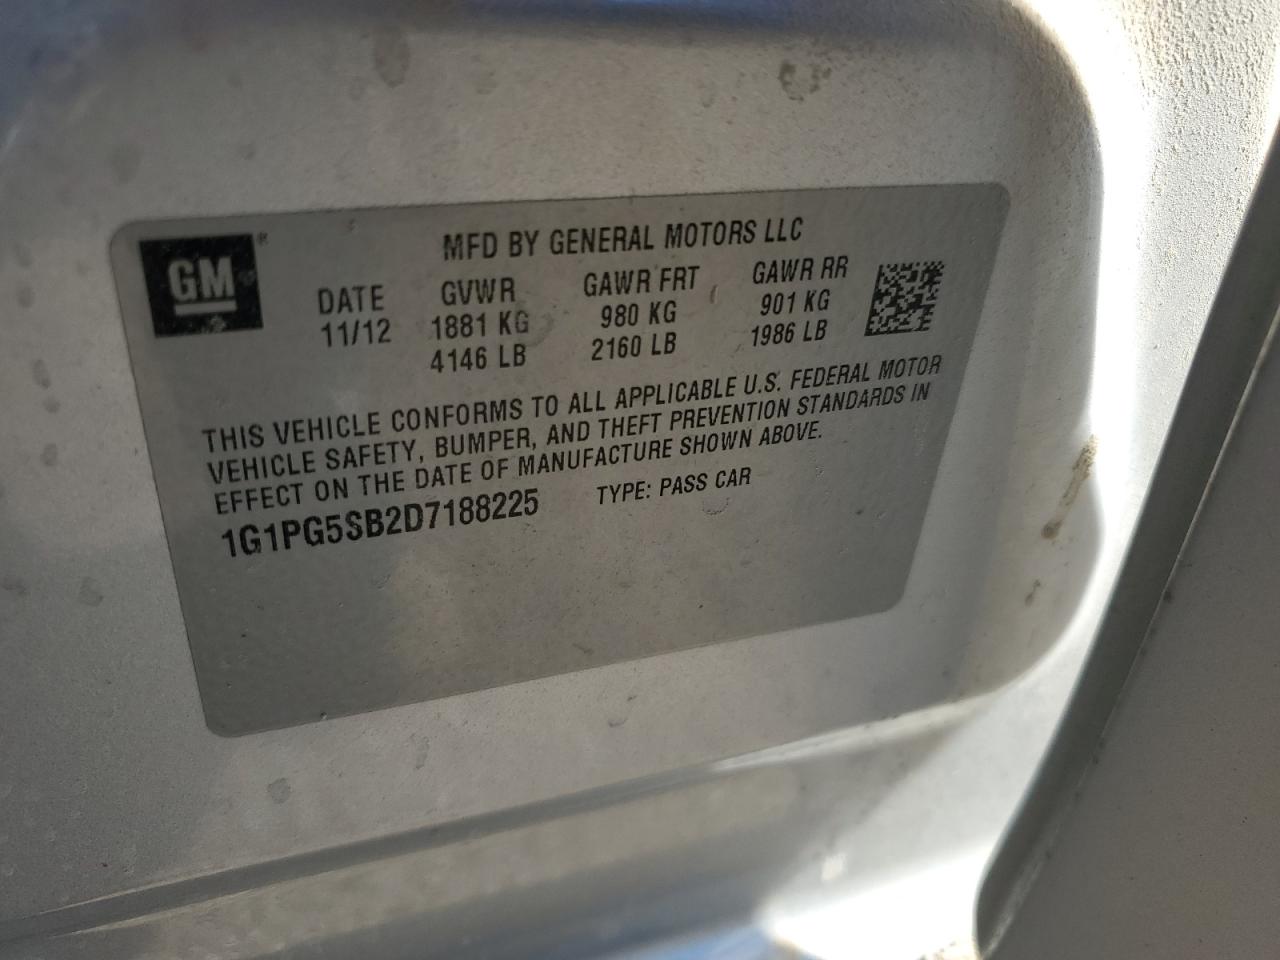 GM
MFD BY GENERAL MOTORS LLC
DATE GVWR GAWR FRT GAWR RR
11/12 1881 KG 980 KG 901 KG
4146 LB 2160 LB 1986 LB
THIS VEHICLE CONFORMS TO ALL APPLICABLE U.S. FEDERAL MOTOR
VEHICLE SAFETY, BUMPER, AND THEFT PREVENTION STANDARDS IN
EFFECT ON THE DATE OF MANUFACTURE SHOWN ABOVE.
1G1PG5SB2D7188225 TYPE: PASS CAR